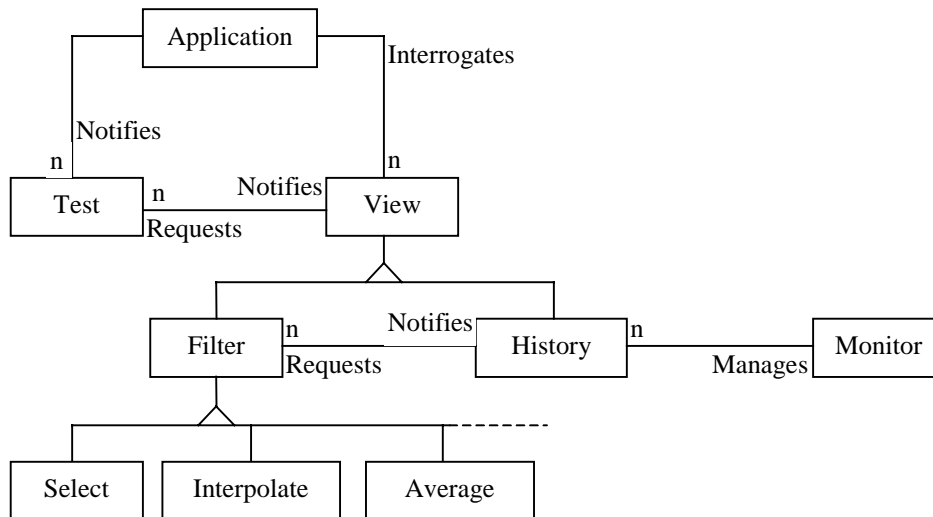 Application
Interrogates
Notifies
n
n
Test
n
Notifies
View
Requests
Filter
n
Notifies
Requests
History
n
Manages
Monitor
Select
Interpolate
Average